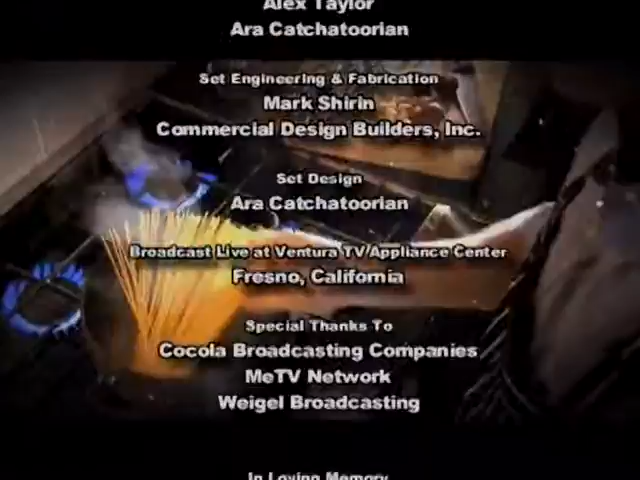 Alex Taylor
Ara Catchatoorian
Set Engineering & Fabrication
Mark Shirin
Commercial Design Builders, Inc.
Set Design
Ara Catchatoorian
Broadcast Live at Ventura TV Appliance Center
Fresno, California
Special Thanks To
Cocola Broadcasting Companies
MeTV Network
Weigel Broadcasting
In Loving Memory